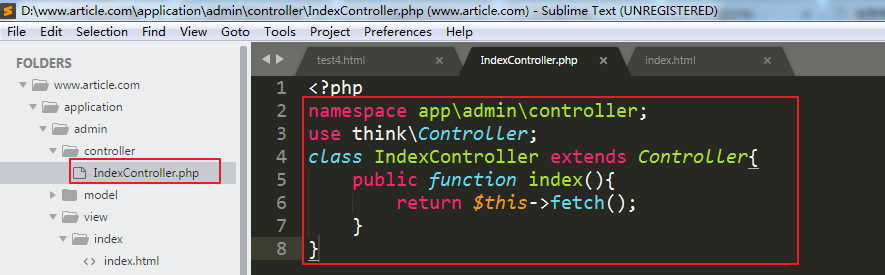 D:\www.article.com\application\admin\controller\IndexController.php (www.article.com) - Sublime Text (UNREGISTERED)
File Edit Selection Find View Goto Tools Project Preferences Help
FOLDERS
www.article.com
application
admin
controller
IndexController.php
model
view
index
index.html
test4.html × IndexController.php × index.html ×
1 <?php
2 namespace app\admin\controller;
3 use think\Controller;
4 class IndexController extends Controller{
5     public function index(){
6         return $this->fetch();
7     }
8 }